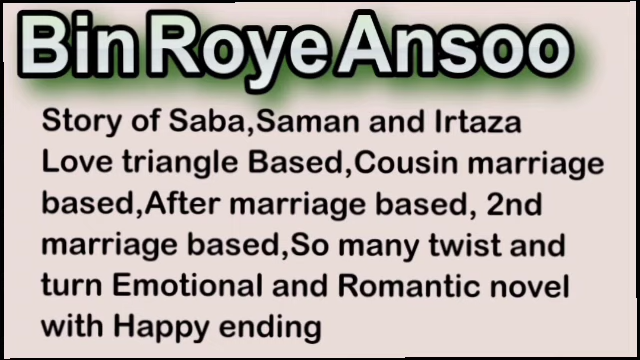 Bin Roye Ansoo
Story of Saba,Saman and Irtaza
Love triangle Based,Cousin marriage
based,After marriage based, 2nd
marriage based,So many twist and
turn Emotional and Romantic novel
with Happy ending